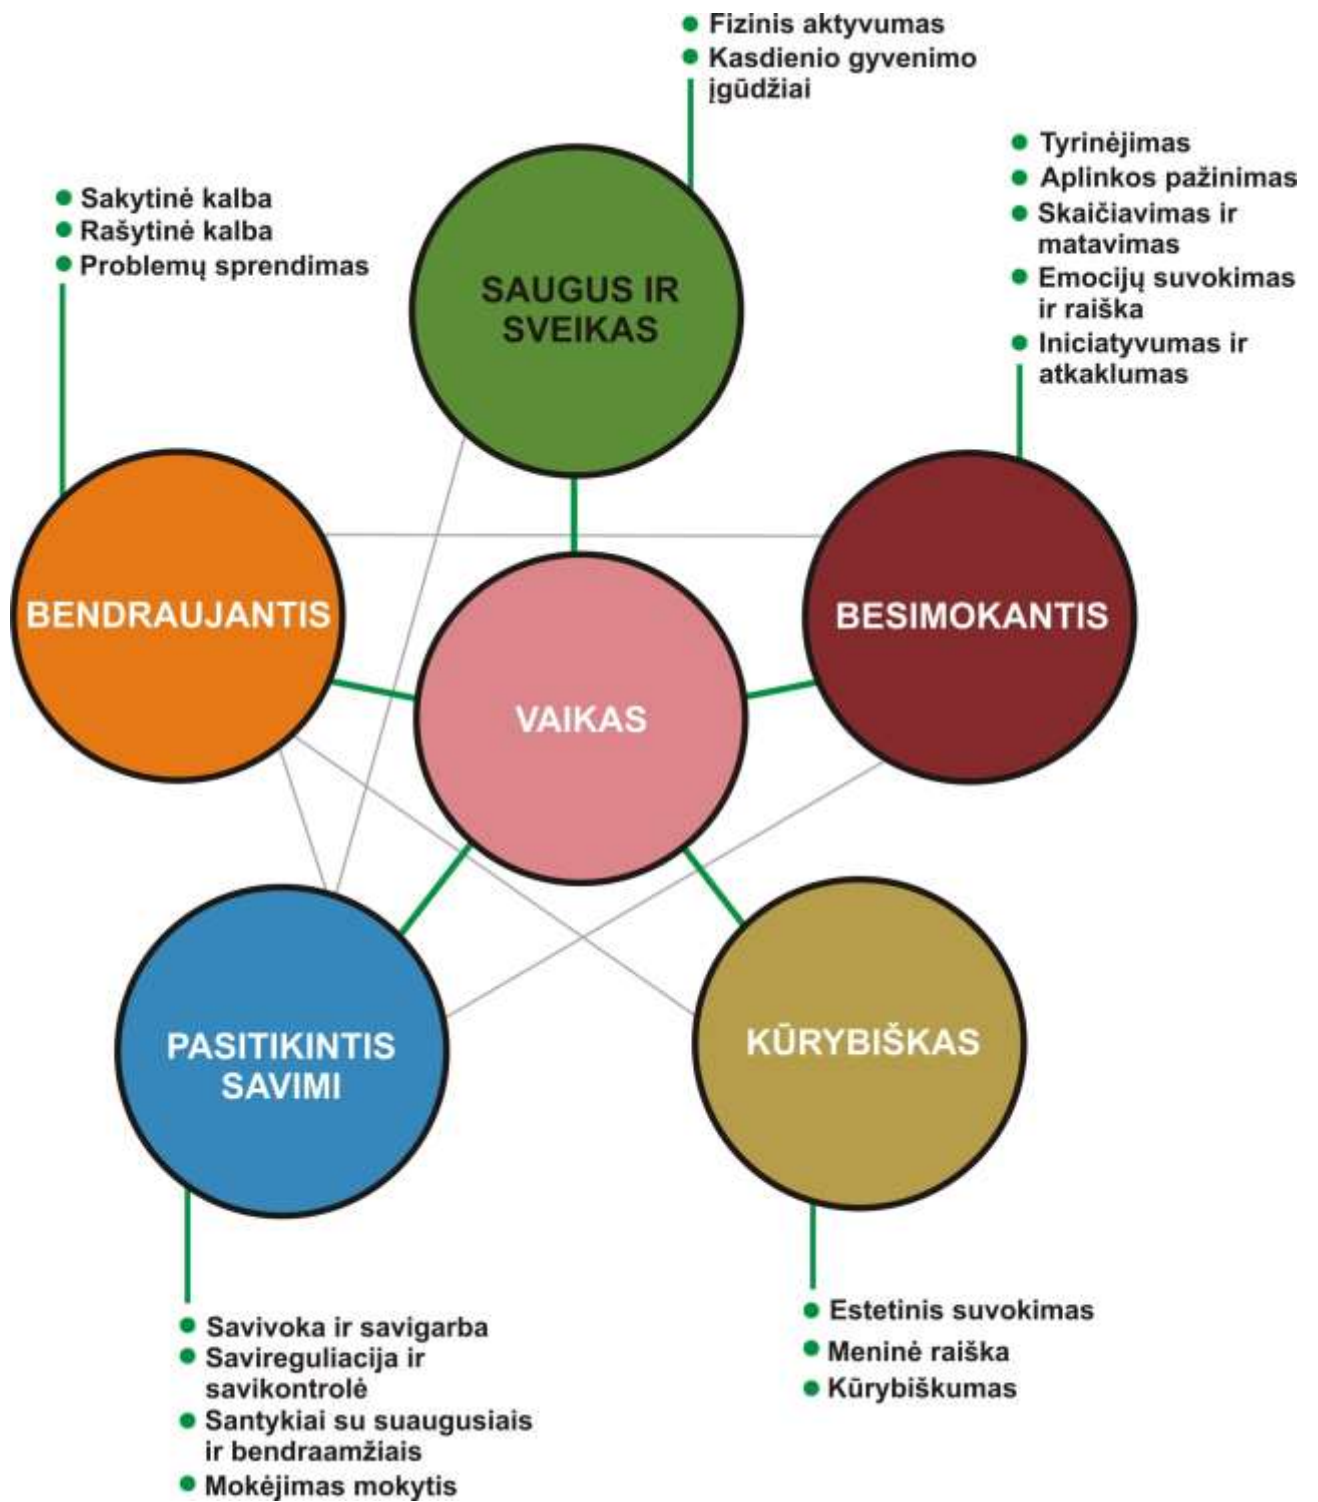 Fizinis aktyvumas
Kasdienio gyvenimo
įgūdžiai
Tyrinėjimas
Aplinkos pažinimas
Skaičiavimas ir
matavimas
Emocijų suvokimas
ir raiška
Iniciatyvumas ir
atkaklumas
Sakytinė kalba
Rašytinė kalba
Problemų sprendimas
SAUGUS IR
SVEIKAS
BENDRAUJANTIS
BESIMOKANTIS
VAIKAS
PASITIKINTIS
SAVIMI
KŪRYBIŠKAS
Savivoka ir savigarba
Savireguliacija ir
savikontrolė
Santykiai su suaugusiais
ir bendraamžiais
Mokėjimas mokytis
Estetinis suvokimas
Meninė raiška
Kūrybiškumas